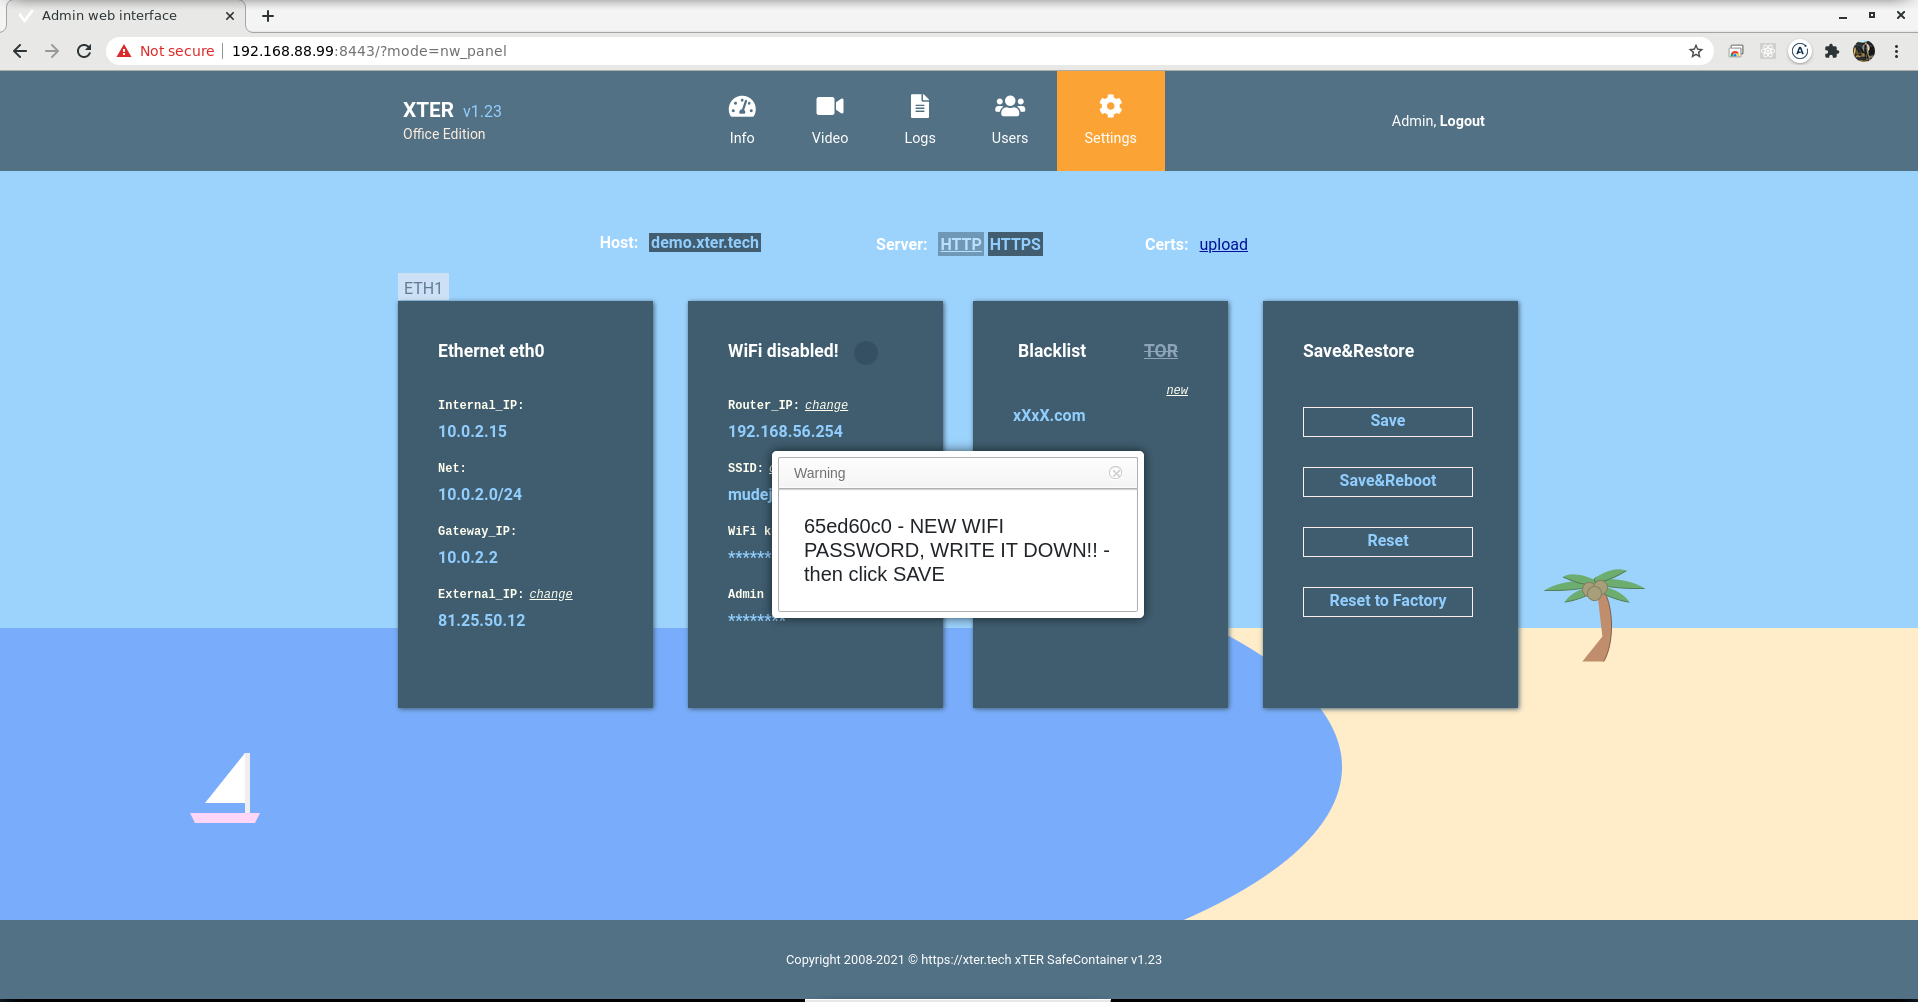 Admin web interface
Not secure 192.168.88.99:8443/?mode=nw_panel
XTER v1.23
Office Edition
Info
Video
Logs
Users
Settings
Admin, Logout
Host: demo.xter.tech
Server: HTTP HTTPS
Certs: upload
ETH1
Ethernet eth0
Internal_IP:
10.0.2.15
Net:
10.0.2.0/24
Gateway_IP:
10.0.2.2
External_IP: change
81.25.50.12
WiFi disabled!
Router_IP: change
192.168.56.254
SSID:
WiFi
*******
Admin
********
Blacklist TOR
new
xXxX.com
Warning
65ed60c0 - NEW WIFI
PASSWORD, WRITE IT DOWN!! -
then click SAVE
Save&Restore
Save
Save&Reboot
Reset
Reset to Factory
Copyright 2008-2021 © https://xter.tech xTER SafeContainer v1.23